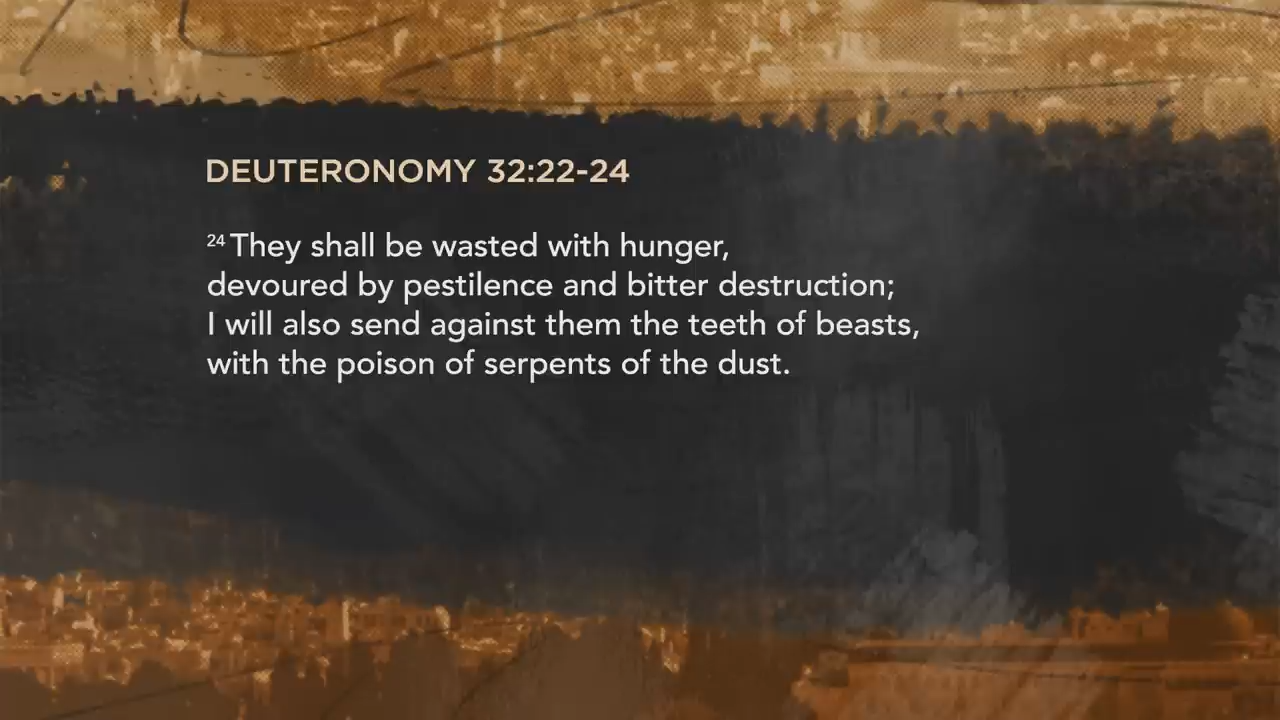 DEUTERONOMY 32:22-24
24 They shall be wasted with hunger,
devoured by pestilence and bitter destruction;
I will also send against them the teeth of beasts,
with the poison of serpents of the dust.